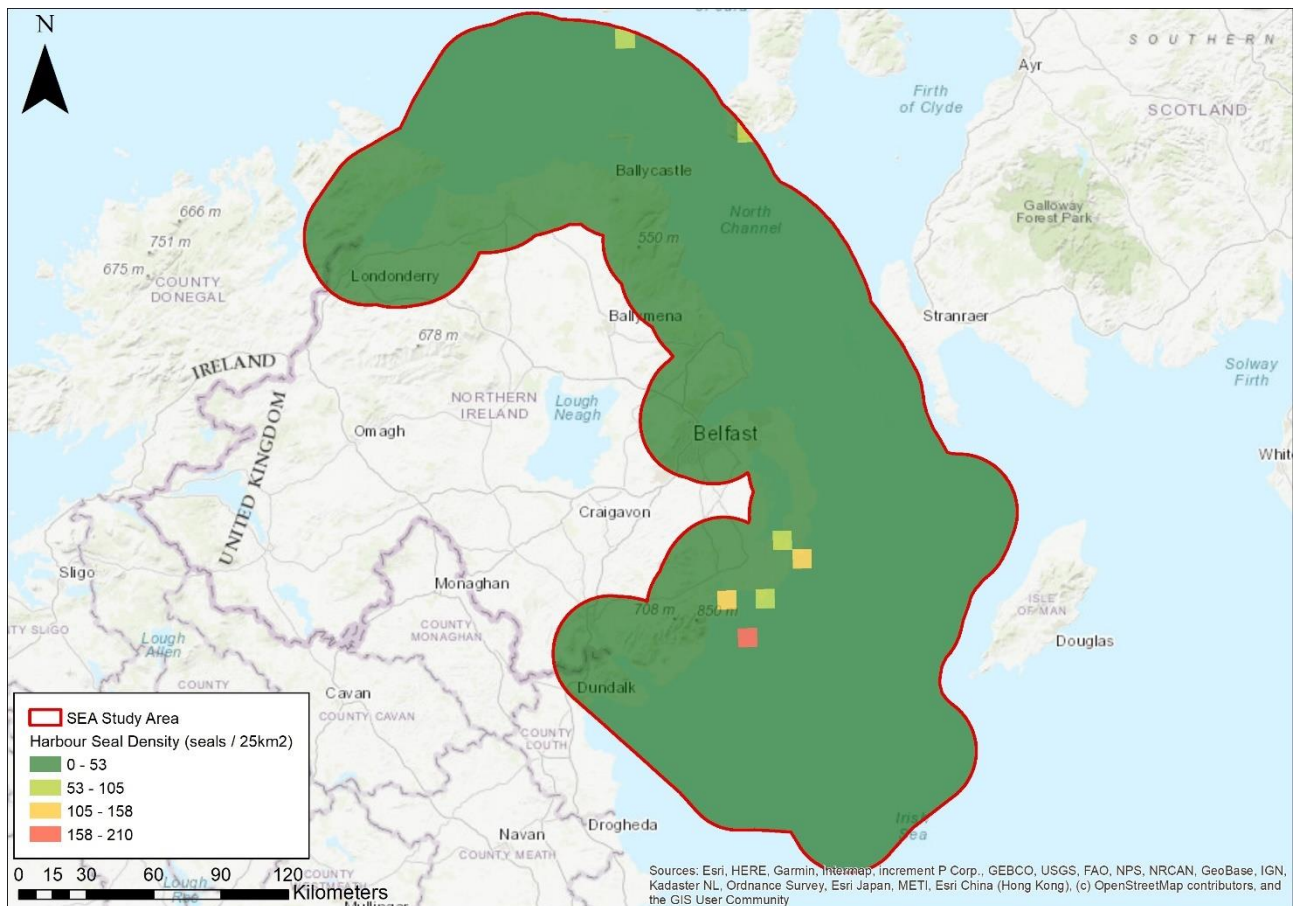 N
SOUTHERN
Ayr
Firth
of Clyde
SCOTLAND
Ballycastle
Galloway
Forest Park
666 m
751 m
675 m
North
Channel
550 m
COUNTY
DONEGAL
Londonderry
Ballymena
Stranraer
678 m
IRELAND
UNITED KINGDOM
Solway
Firth
NORTHERN
IRELAND
Lough
Neagh
Omagh
Belfast
Craigavon
Sligo
Monaghan
708 m
850 m
ISLE
OF MAN
COUNTY
MONAGHAN
Douglas
Lough
Allen
COUNTY
Dundalk
Cavan
COUNTY CAVAN
COUNTY
LOUTH
Irish
Sea
Drogheda
Navan
COUNTY MEATH
SEA Study Area
Harbour Seal Density (seals / 25km2)
0 - 53
53 - 105
105 - 158
158 - 210
0 15 30 60 90 120
Kilometers
Lough
Sources: Esri, HERE, Garmin, Intermap, increment P Corp., GEBCO, USGS, FAO, NPS, NRCAN, GeoBase, IGN,
Kadaster NL, Ordnance Survey, Esri Japan, METI, Esri China (Hong Kong), (c) OpenStreetMap contributors, and
the GIS User Community